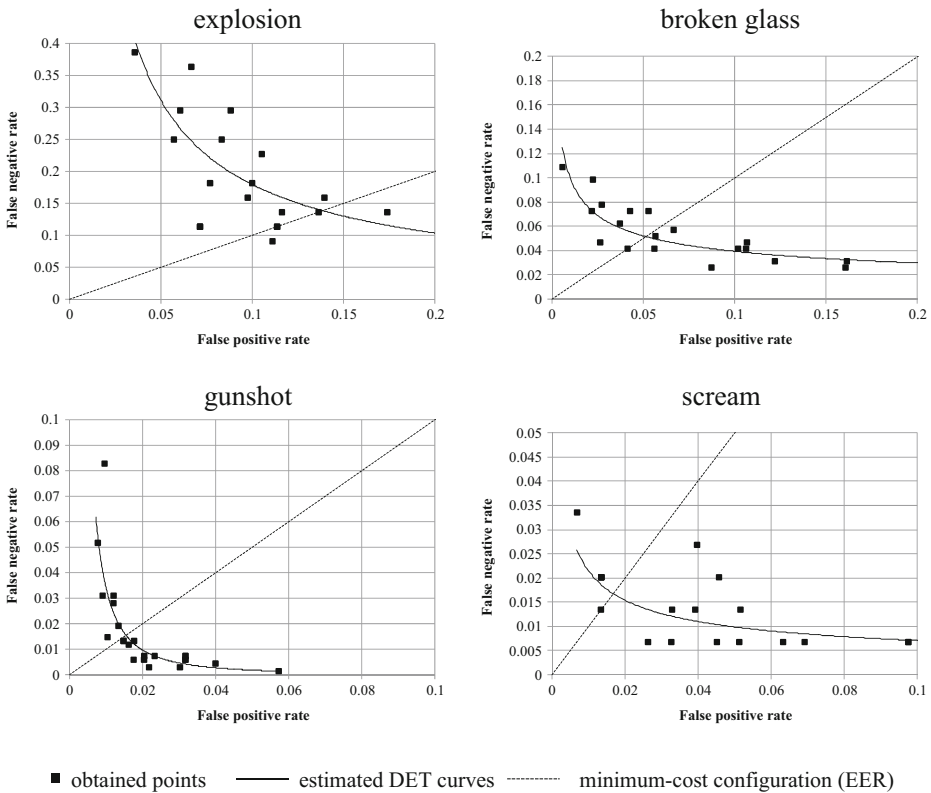 explosion
0.4
0.35
0.3
0.25
0.2
0.15
0.1
0.05
0
False negative rate
0 0.05 0.1 0.15 0.2
False positive rate
broken glass
0.2
0.18
0.16
0.14
0.12
0.1
0.08
0.06
0.04
0.02
0
False negative rate
0 0.05 0.1 0.15 0.2
False positive rate
gunshot
0.1
0.09
0.08
0.07
0.06
0.05
0.04
0.03
0.02
0.01
0
False negative rate
0 0.02 0.04 0.06 0.08 0.1
False positive rate
scream
0.05
0.045
0.04
0.035
0.03
0.025
0.02
0.015
0.01
0.005
0
False negative rate
0 0.02 0.04 0.06 0.08 0.1
False positive rate
obtained points estimated DET curves minimum-cost configuration (EER)